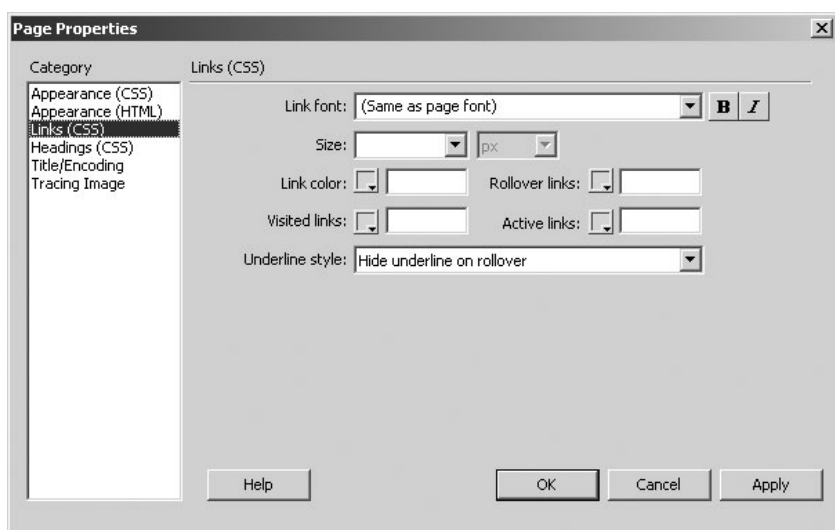 Page Properties
Category
Links (CSS)
Appearance (CSS)
Appearance (HTML)
Links (CSS)
Headings (CSS)
Title/Encoding
Tracing Image
Link font: (Same as page font) B I
Size: px
Link color: Rollover links:
Visited links: Active links:
Underline style: Hide underline on rollover
Help OK Cancel Apply